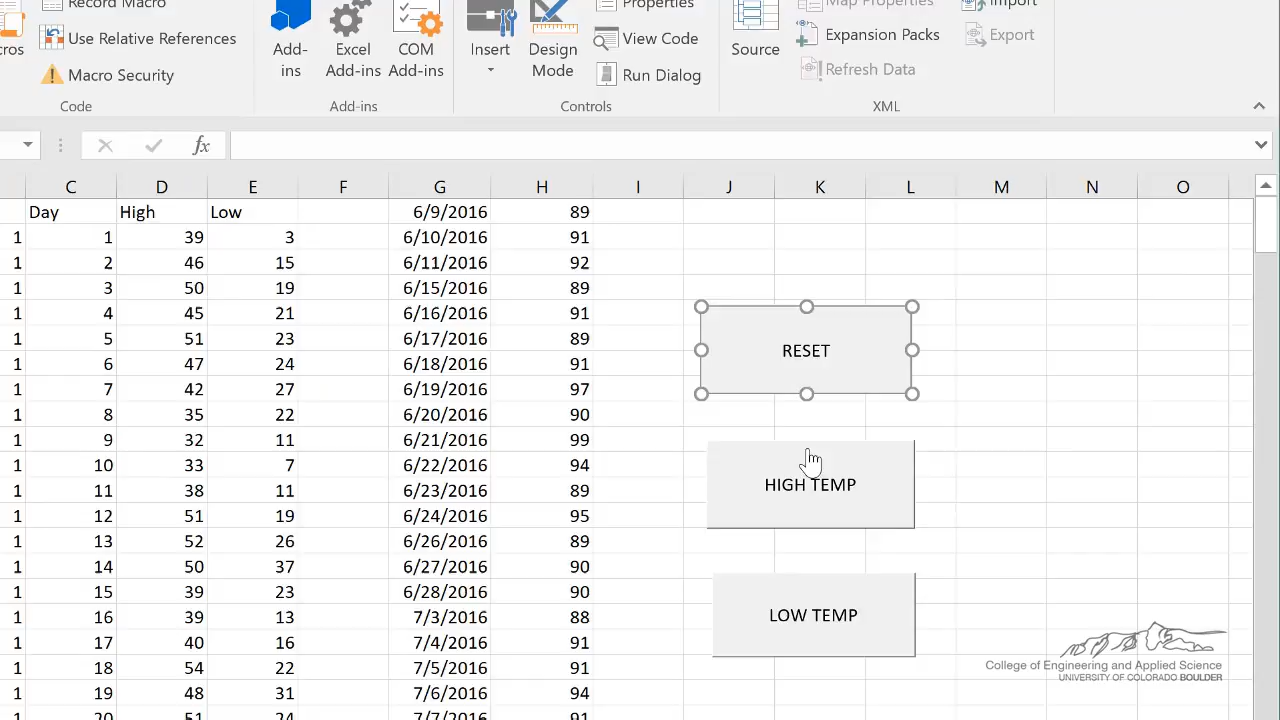 Record Macro
Properties
Map Properties
Import
ros
Use Relative References
Add-
ins
Excel
Add-ins
COM
Add-ins
Insert
Design
Mode
View Code
Source
Expansion Packs
Export
Macro Security
Run Dialog
Refresh Data
Code
Add-ins
Controls
XML
fx
C D E F G H I J K L M N O
Day High Low 6/9/2016 89
1 1 39 3 6/10/2016 91
1 2 46 15 6/11/2016 92
1 3 50 19 6/15/2016 89
1 4 45 21 6/16/2016 91
1 5 51 23 6/17/2016 89
1 6 47 24 6/18/2016 91
1 7 42 27 6/19/2016 97
1 8 35 22 6/20/2016 90
1 9 32 11 6/21/2016 99
1 10 33 7 6/22/2016 94
1 11 38 11 6/23/2016 89
1 12 51 19 6/24/2016 95
1 13 52 26 6/26/2016 89
1 14 50 37 6/27/2016 90
1 15 39 23 6/28/2016 90
1 16 39 13 7/3/2016 88
1 17 40 16 7/4/2016 91
1 18 54 22 7/5/2016 91
1 19 48 31 7/6/2016 94
1 20 51 24 7/7/2016 91
RESET
HIGH TEMP
LOW TEMP
College of Engineering and Applied Science
UNIVERSITY OF COLORADO BOULDER